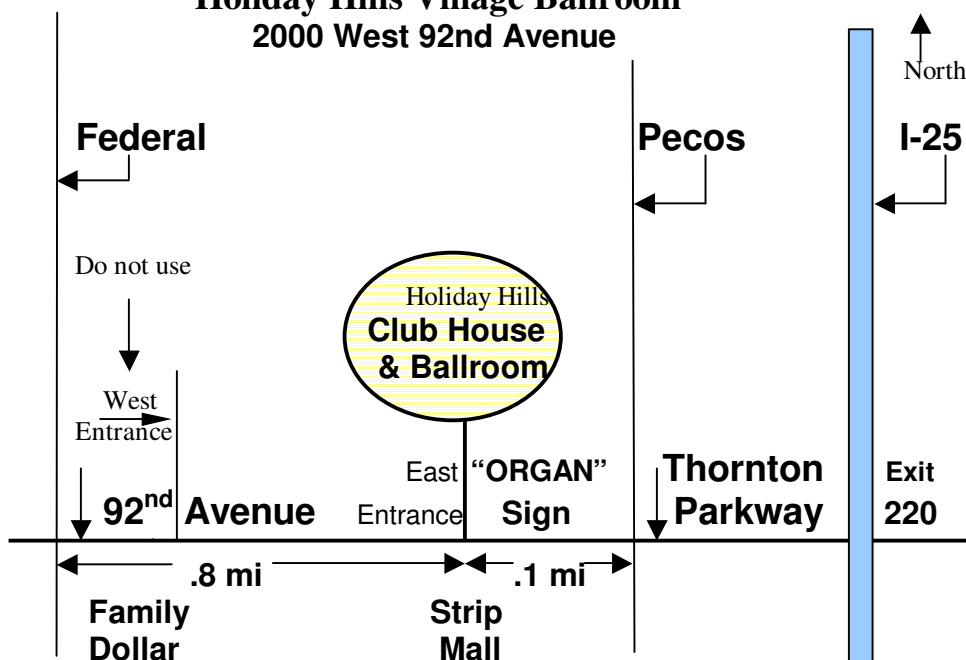 Holiday Hills Village Ballroom
2000 West 92nd Avenue
North
Federal
Pecos
I-25
Do not use
Holiday Hills
Club House
& Ballroom
West
Entrance
East
Entrance
“ORGAN”
Sign
Thornton
Parkway
Exit
220
92nd Avenue
.8 mi
.1 mi
Family
Dollar
Strip
Mall